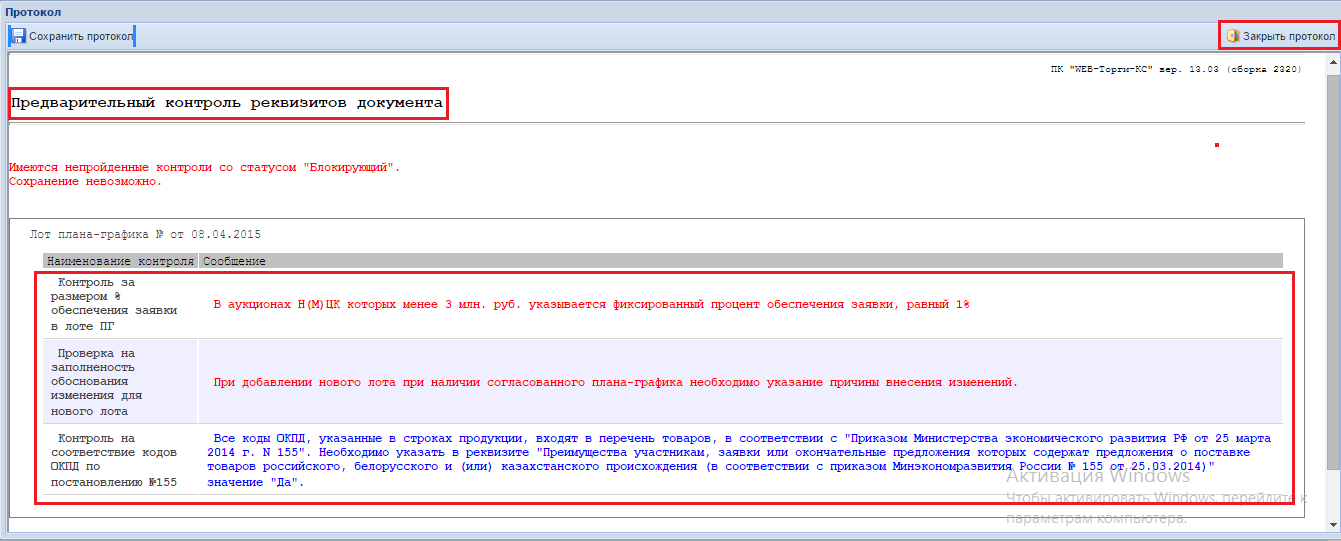 Протокол
Сохранить протокол
Закрыть протокол
ПК "WEB-Торги-КС" вер. 13.03 (сборка 2320)
Предварительный контроль реквизитов документа
Имеются непройденные контроли со статусом "Блокирующий".
Сохранение невозможно.
Лот плана-графика № от 08.04.2015
Наименование контроля Сообщение
Контроль за
размером %
обеспечения заявки
в лоте ПГ
В аукционах Н(М)ЦК которых менее 3 млн. руб. указывается фиксированный процент обеспечения заявки, равный 1%
Проверка на
заполненость
обоснования
изменения для
нового лота
При добавлении нового лота при наличии согласованного плана-графика необходимо указание причины внесения изменений.
Контроль на
соответствие кодов
ОКПД по
постановлению №155
Все коды ОКПД, указанные в строках продукции, входят в перечень товаров, в соответствии с "Приказом Министерства экономического развития РФ от 25 марта
2014 г. N 155". Необходимо указать в реквизите "Преимущества участникам, заявки или окончательные предложения которых содержат предложения о поставке
товаров российского, белорусского и (или) казахстанского происхождения (в соответствии с приказом Минэкономразвития России № 155 от 25.03.2014)"
значение "Да".
Активация Windows
Чтобы активировать Windows, перейдите к
параметрам компьютера.